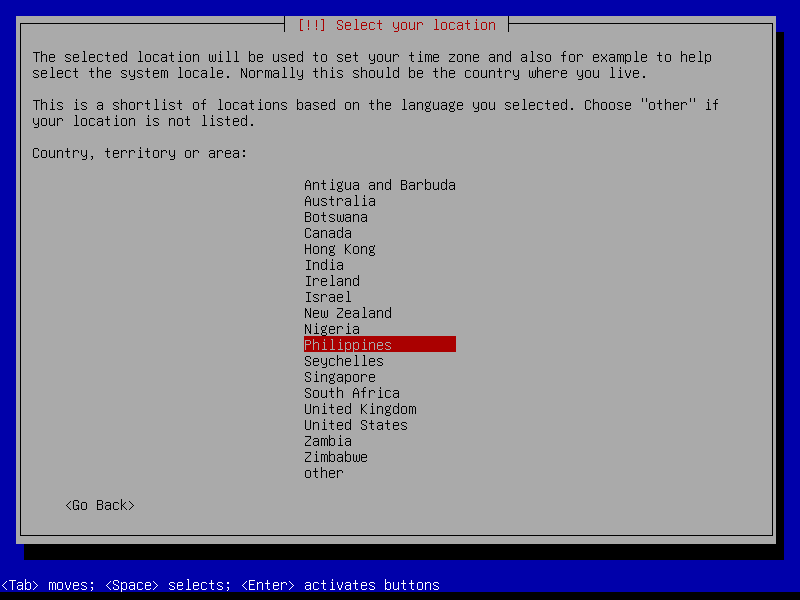 [!!] Select your location
The selected location will be used to set your time zone and also for example to help
select the system locale. Normally this should be the country where you live.
This is a shortlist of locations based on the language you selected. Choose "other" if
your location is not listed.
Country, territory or area:
Antigua and Barbuda
Australia
Botswana
Canada
Hong Kong
India
Ireland
Israel
New Zealand
Nigeria
Philippines
Seychelles
Singapore
South Africa
United Kingdom
United States
Zambia
Zimbabwe
other
<Go Back>
<Tab> moves; <Space> selects; <Enter> activates buttons